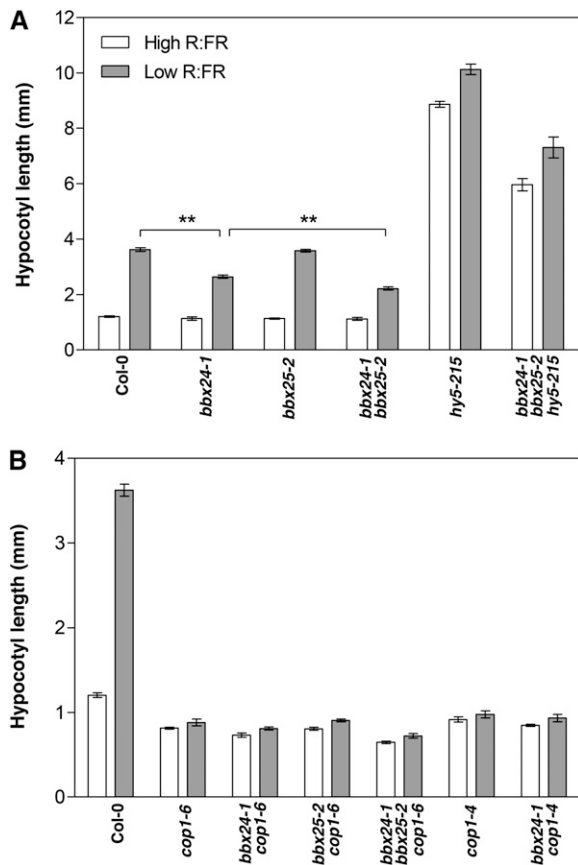 A
High R:FR
Low R:FR
Hypocotyl length (mm)
12
10
8
6
4
2
0
**
**
Col-0
bbx24-1
bbx25-2
bbx24-1
bbx25-2
hy5-215
bbx24-1
bbx25-2
hy5-215
B
Hypocotyl length (mm)
4
3
2
1
0
Col-0
cop1-6
bbx24-1
cop1-6
bbx25-2
cop1-6
bbx24-1
bbx25-2
cop1-6
cop1-4
bbx24-1
cop1-4